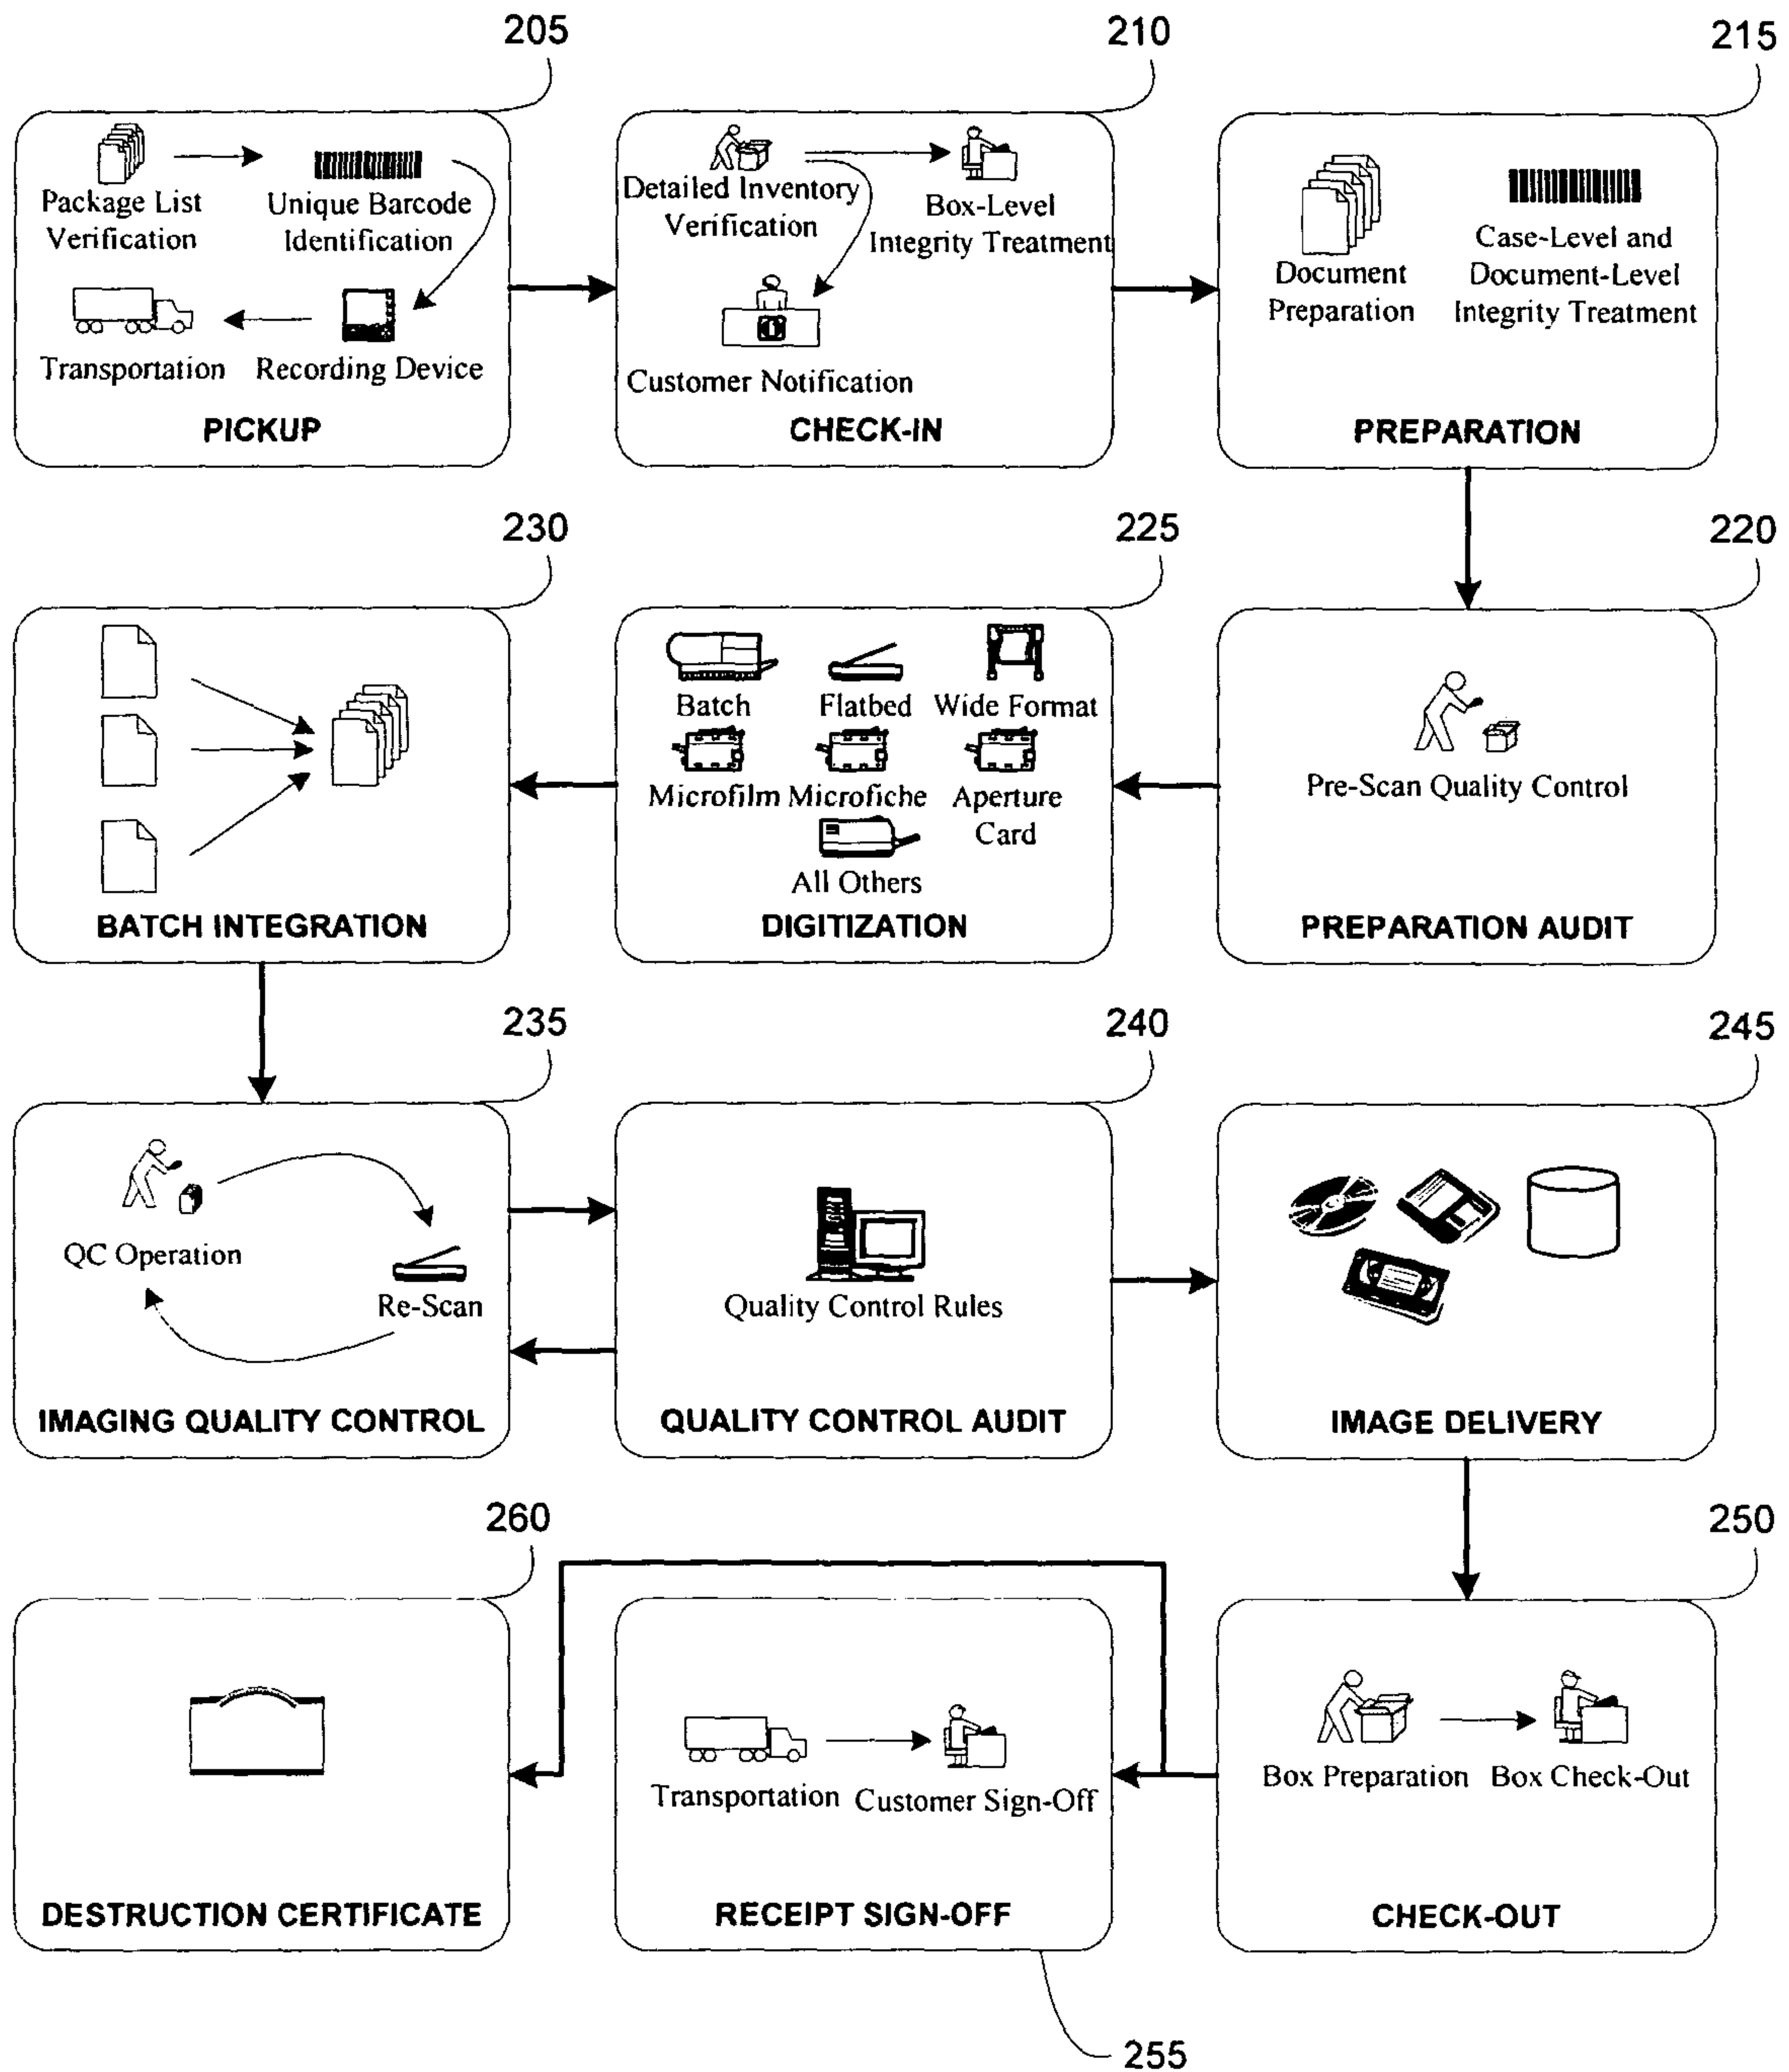 205
210
215
Package List
Verification
Unique Barcode
Identification
Transportation
Recording Device
PICKUP
Detailed Inventory
Verification
Box-Level
Integrity Treatment
Customer Notification
CHECK-IN
Document
Preparation
Case-Level and
Document-Level
Integrity Treatment
PREPARATION
230
225
220
BATCH INTEGRATION
Batch
Flatbed
Wide Format
Microfilm
Microfiche
Aperture
Card
All Others
DIGITIZATION
Pre-Scan Quality Control
PREPARATION AUDIT
235
240
245
QC Operation
Re-Scan
IMAGING QUALITY CONTROL
Quality Control Rules
QUALITY CONTROL AUDIT
IMAGE DELIVERY
260
250
DESTRUCTION CERTIFICATE
Transportation
Customer Sign-Off
RECEIPT SIGN-OFF
Box Preparation
Box Check-Out
CHECK-OUT
255